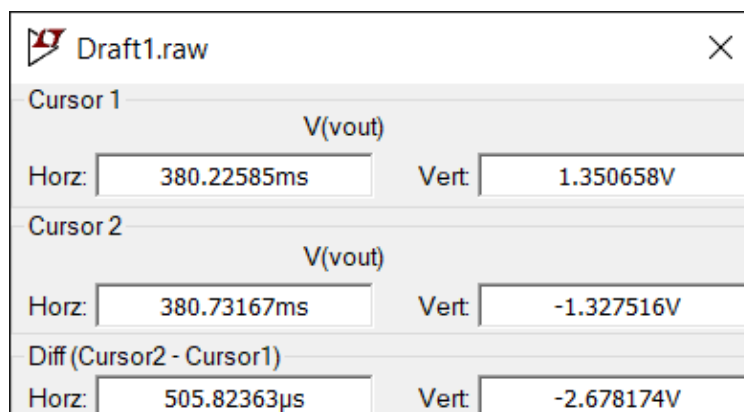 Draft1.raw
Cursor 1
V(vout)
Horz: 380.22585ms Vert: 1.350658V
Cursor 2
V(vout)
Horz: 380.73167ms Vert: -1.327516V
Diff (Cursor2 - Cursor1)
Horz: 505.82363µs Vert: -2.678174V